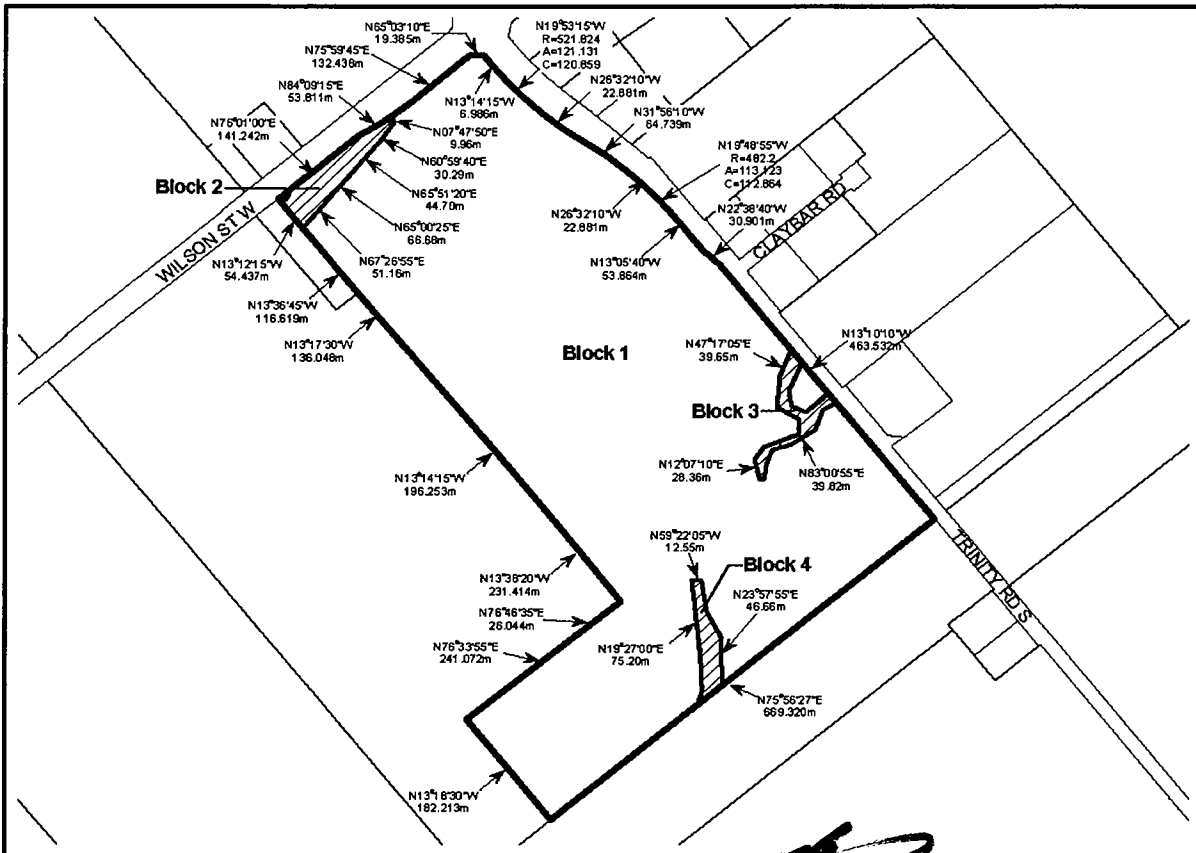 N65°03'10"E
19.385m
N19°53'15"W
R=521.824
A=121.131
C=120.859
N75°59'45"E
132.438m
N84°09'15"E
53.811m
N76°01'00"E
141.242m
N13°14'15"W
6.986m
N26°32'10"W
22.881m
N31°56'10"W
64.739m
N07°47'50"E
9.96m
N60°59'40"E
30.29m
N19°48'55"W
R=482.2
A=113.123
C=112.864
Block 2
N65°51'20"E
44.70m
N65°00'25"E
66.68m
N67°26'55"E
51.16m
N26°32'10"W
22.881m
N22°38'40"W
30.901m
CLAYBAR RD
WILSON ST W
N13°12'15"W
54.437m
N13°05'40"W
53.864m
N13°36'45"W
116.619m
N13°17'30"W
136.048m
Block 1
N47°17'05"E
39.65m
N13°10'10"W
463.532m
Block 3
N12°07'10"E
28.36m
N83°00'55"E
39.82m
N13°14'15"W
196.253m
N59°22'05"W
12.55m
Block 4
TRINITY RD S
N13°38'20"W
231.414m
N23°57'55"E
46.66m
N76°46'35"E
26.044m
N19°27'00"E
75.20m
N76°33'55"E
241.072m
N75°56'27"E
669.320m
N13°18'30"W
182.213m